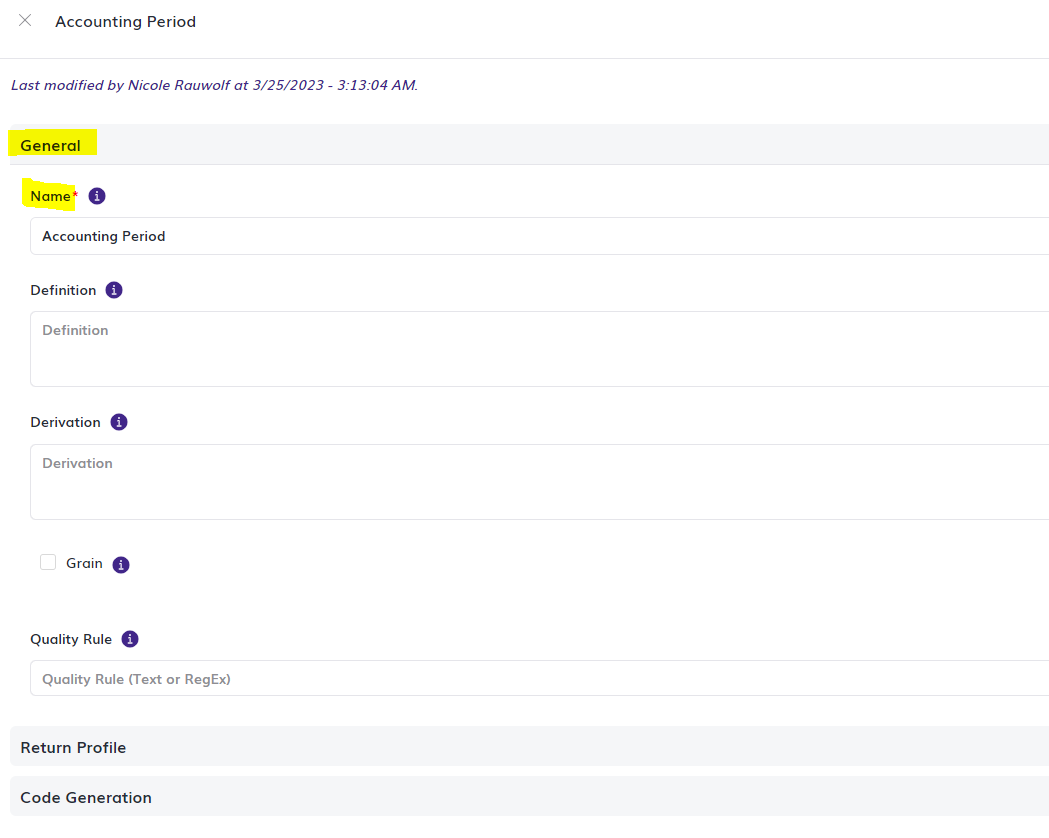 Accounting Period
Last modified by Nicole Rauwolf at 3/25/2023 - 3:13:04 AM.
General
Name*
Accounting Period
Definition
Definition
Derivation
Derivation
Grain
Quality Rule
Quality Rule (Text or RegEx)
Return Profile
Code Generation